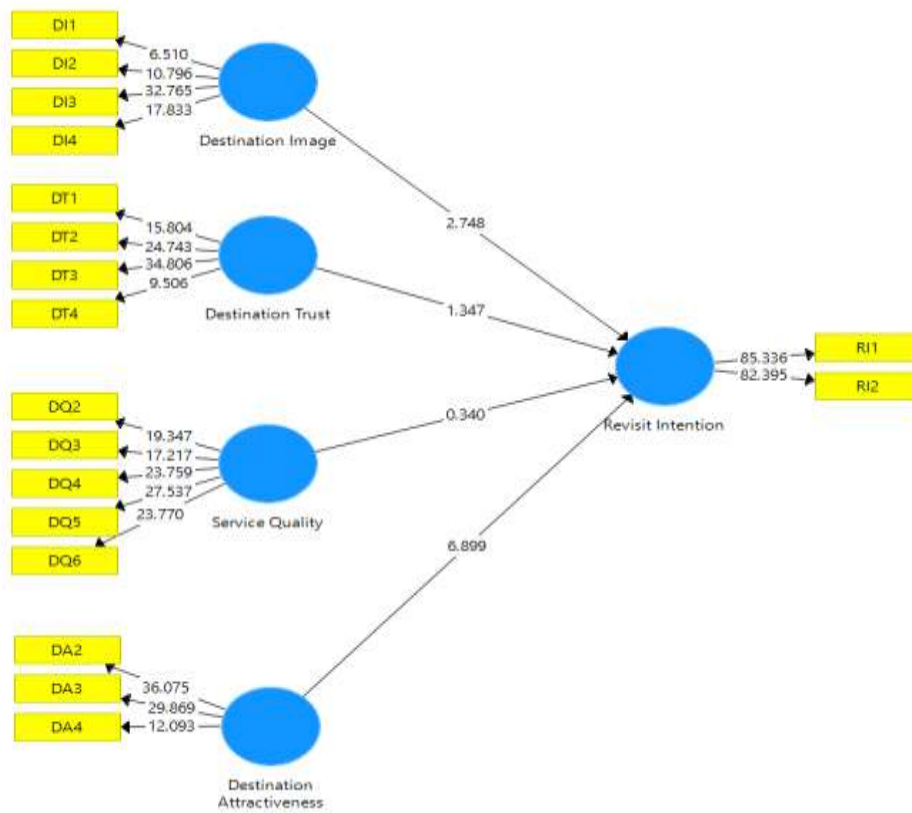 DI1
6.510
DI2
10.796
DI3
32.765
17.833
DI4
Destination Image
DT1
15.804
DT2
24.743
DT3
34.806
9.506
DT4
Destination Trust
2.748
1.347
DQ2
19.347
DQ3
17.217
DQ4
23.759
27.537
DQ5
23.770
DQ6
Service Quality
0.340
85.336
RI1
82.395
RI2
Revisit Intention
6.899
DA2
36.075
DA3
29.869
DA4
12.093
Destination
Attractiveness